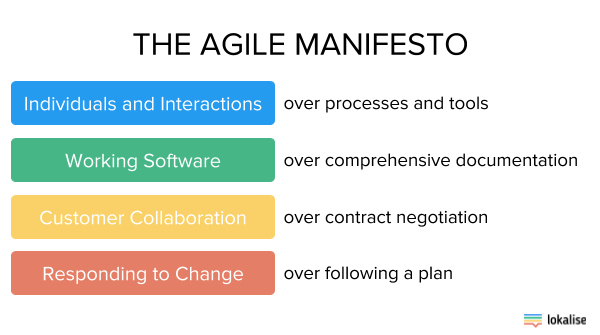 THE AGILE MANIFESTO
Individuals and Interactions over processes and tools
Working Software over comprehensive documentation
Customer Collaboration over contract negotiation
Responding to Change over following a plan
lokalise